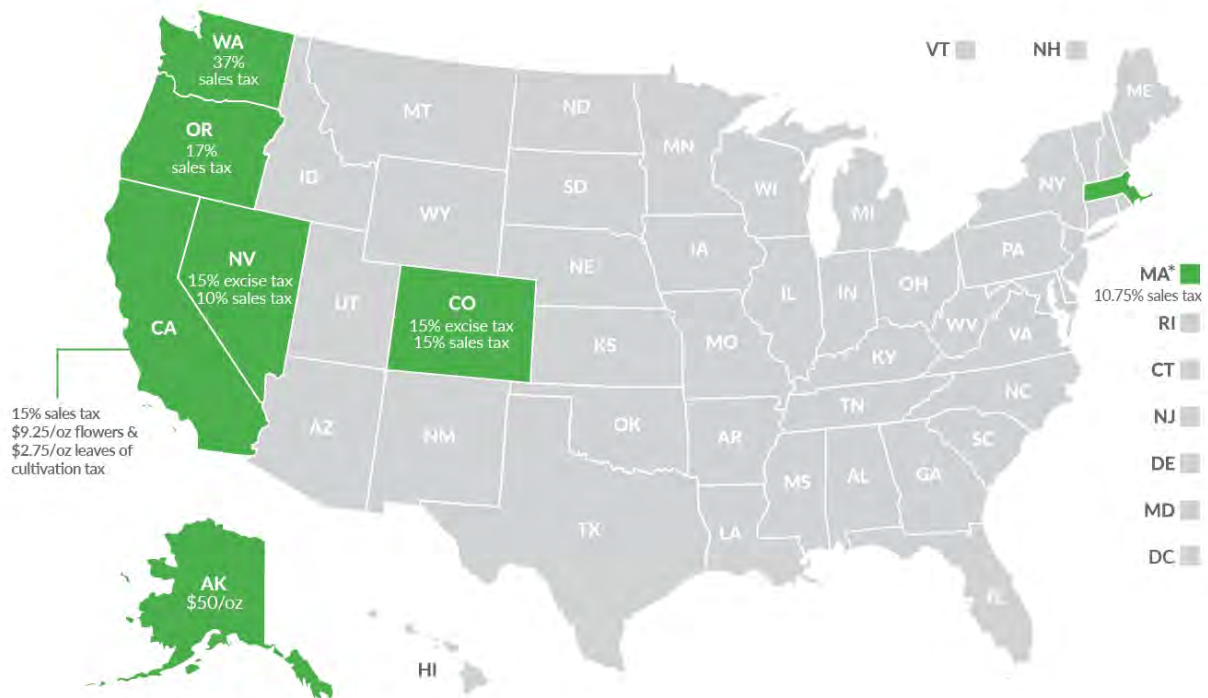 WA
37%
sales tax
OR
17%
sales tax
CA
NV
15% excise tax
10% sales tax
CO
15% excise tax
15% sales tax
15% sales tax
$9.25/oz flowers &
$2.75/oz leaves of
cultivation tax
AK
$50/oz
HI
ID
MT
WY
UT
AZ
NM
ND
SD
NE
KS
OK
TX
MN
IA
MO
AR
LA
WI
IL
MI
IN
OH
KY
TN
MS
AL
GA
FL
SC
NC
VA
WV
PA
NY
ME
VT
NH
MA*
10.75% sales tax
RI
CT
NJ
DE
MD
DC